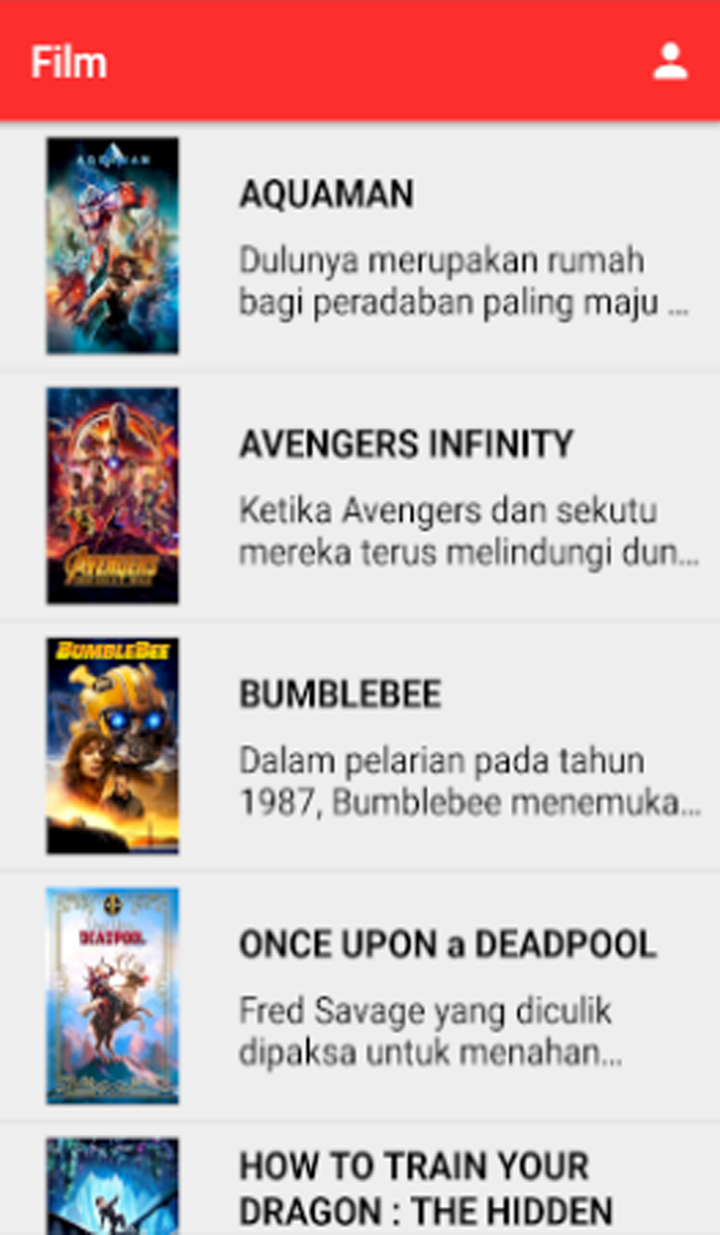 Film
AQUAMAN
AQUAMAN
Dulunya merupakan rumah
bagi peradaban paling maju ...
AVENGERS
AVENGERS INFINITY
Ketika Avengers dan sekutu
mereka terus melindungi dun...
BUMBLEBEE
BUMBLEBEE
Dalam pelarian pada tahun
1987, Bumblebee menemuka...
DEADPOOL
ONCE UPON a DEADPOOL
Fred Savage yang diculik
dipaksa untuk menahan...
HOW TO TRAIN YOUR
DRAGON : THE HIDDEN